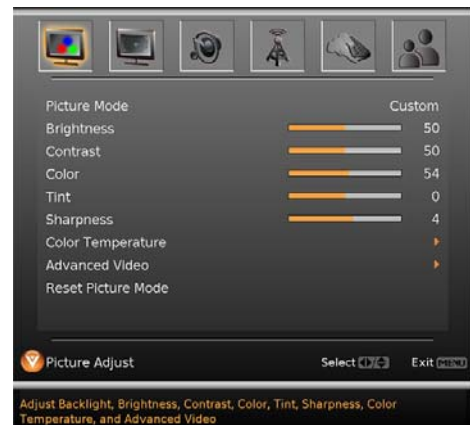 Picture Mode Custom
Brightness 50
Contrast 50
Color 54
Tint 0
Sharpness 4
Color Temperature
Advanced Video
Reset Picture Mode
Picture Adjust Select Exit MENU
Adjust Backlight, Brightness, Contrast, Color, Tint, Sharpness, Color
Temperature, and Advanced Video